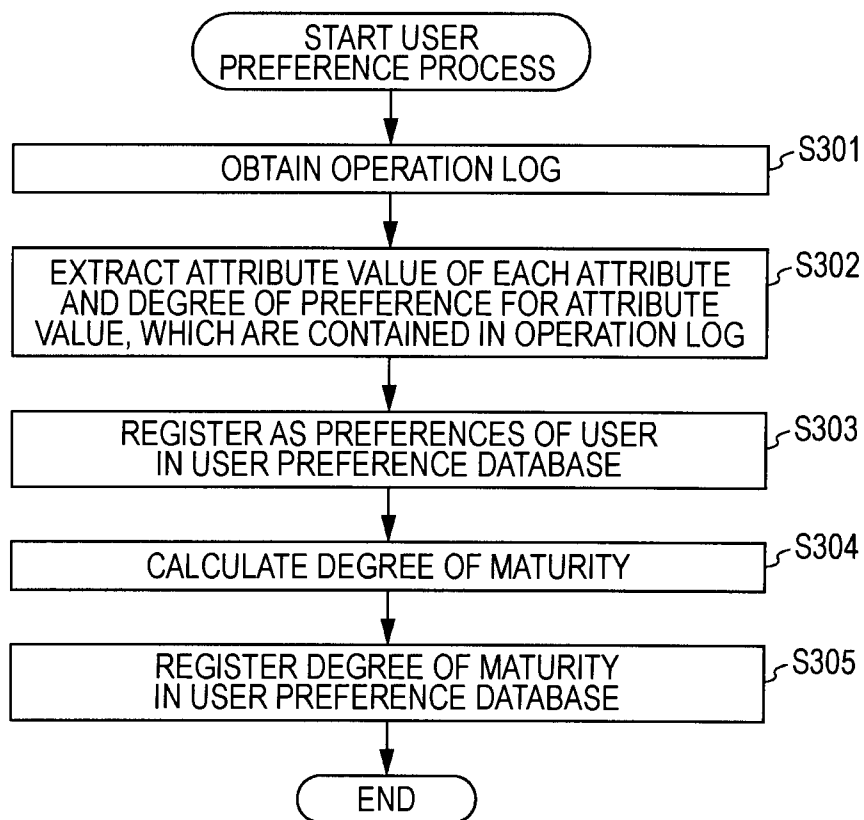 START USER
PREFERENCE PROCESS
S301
OBTAIN OPERATION LOG
S302
EXTRACT ATTRIBUTE VALUE OF EACH ATTRIBUTE
AND DEGREE OF PREFERENCE FOR ATTRIBUTE
VALUE, WHICH ARE CONTAINED IN OPERATION LOG
S303
REGISTER AS PREFERENCES OF USER
IN USER PREFERENCE DATABASE
S304
CALCULATE DEGREE OF MATURITY
S305
REGISTER DEGREE OF MATURITY
IN USER PREFERENCE DATABASE
END